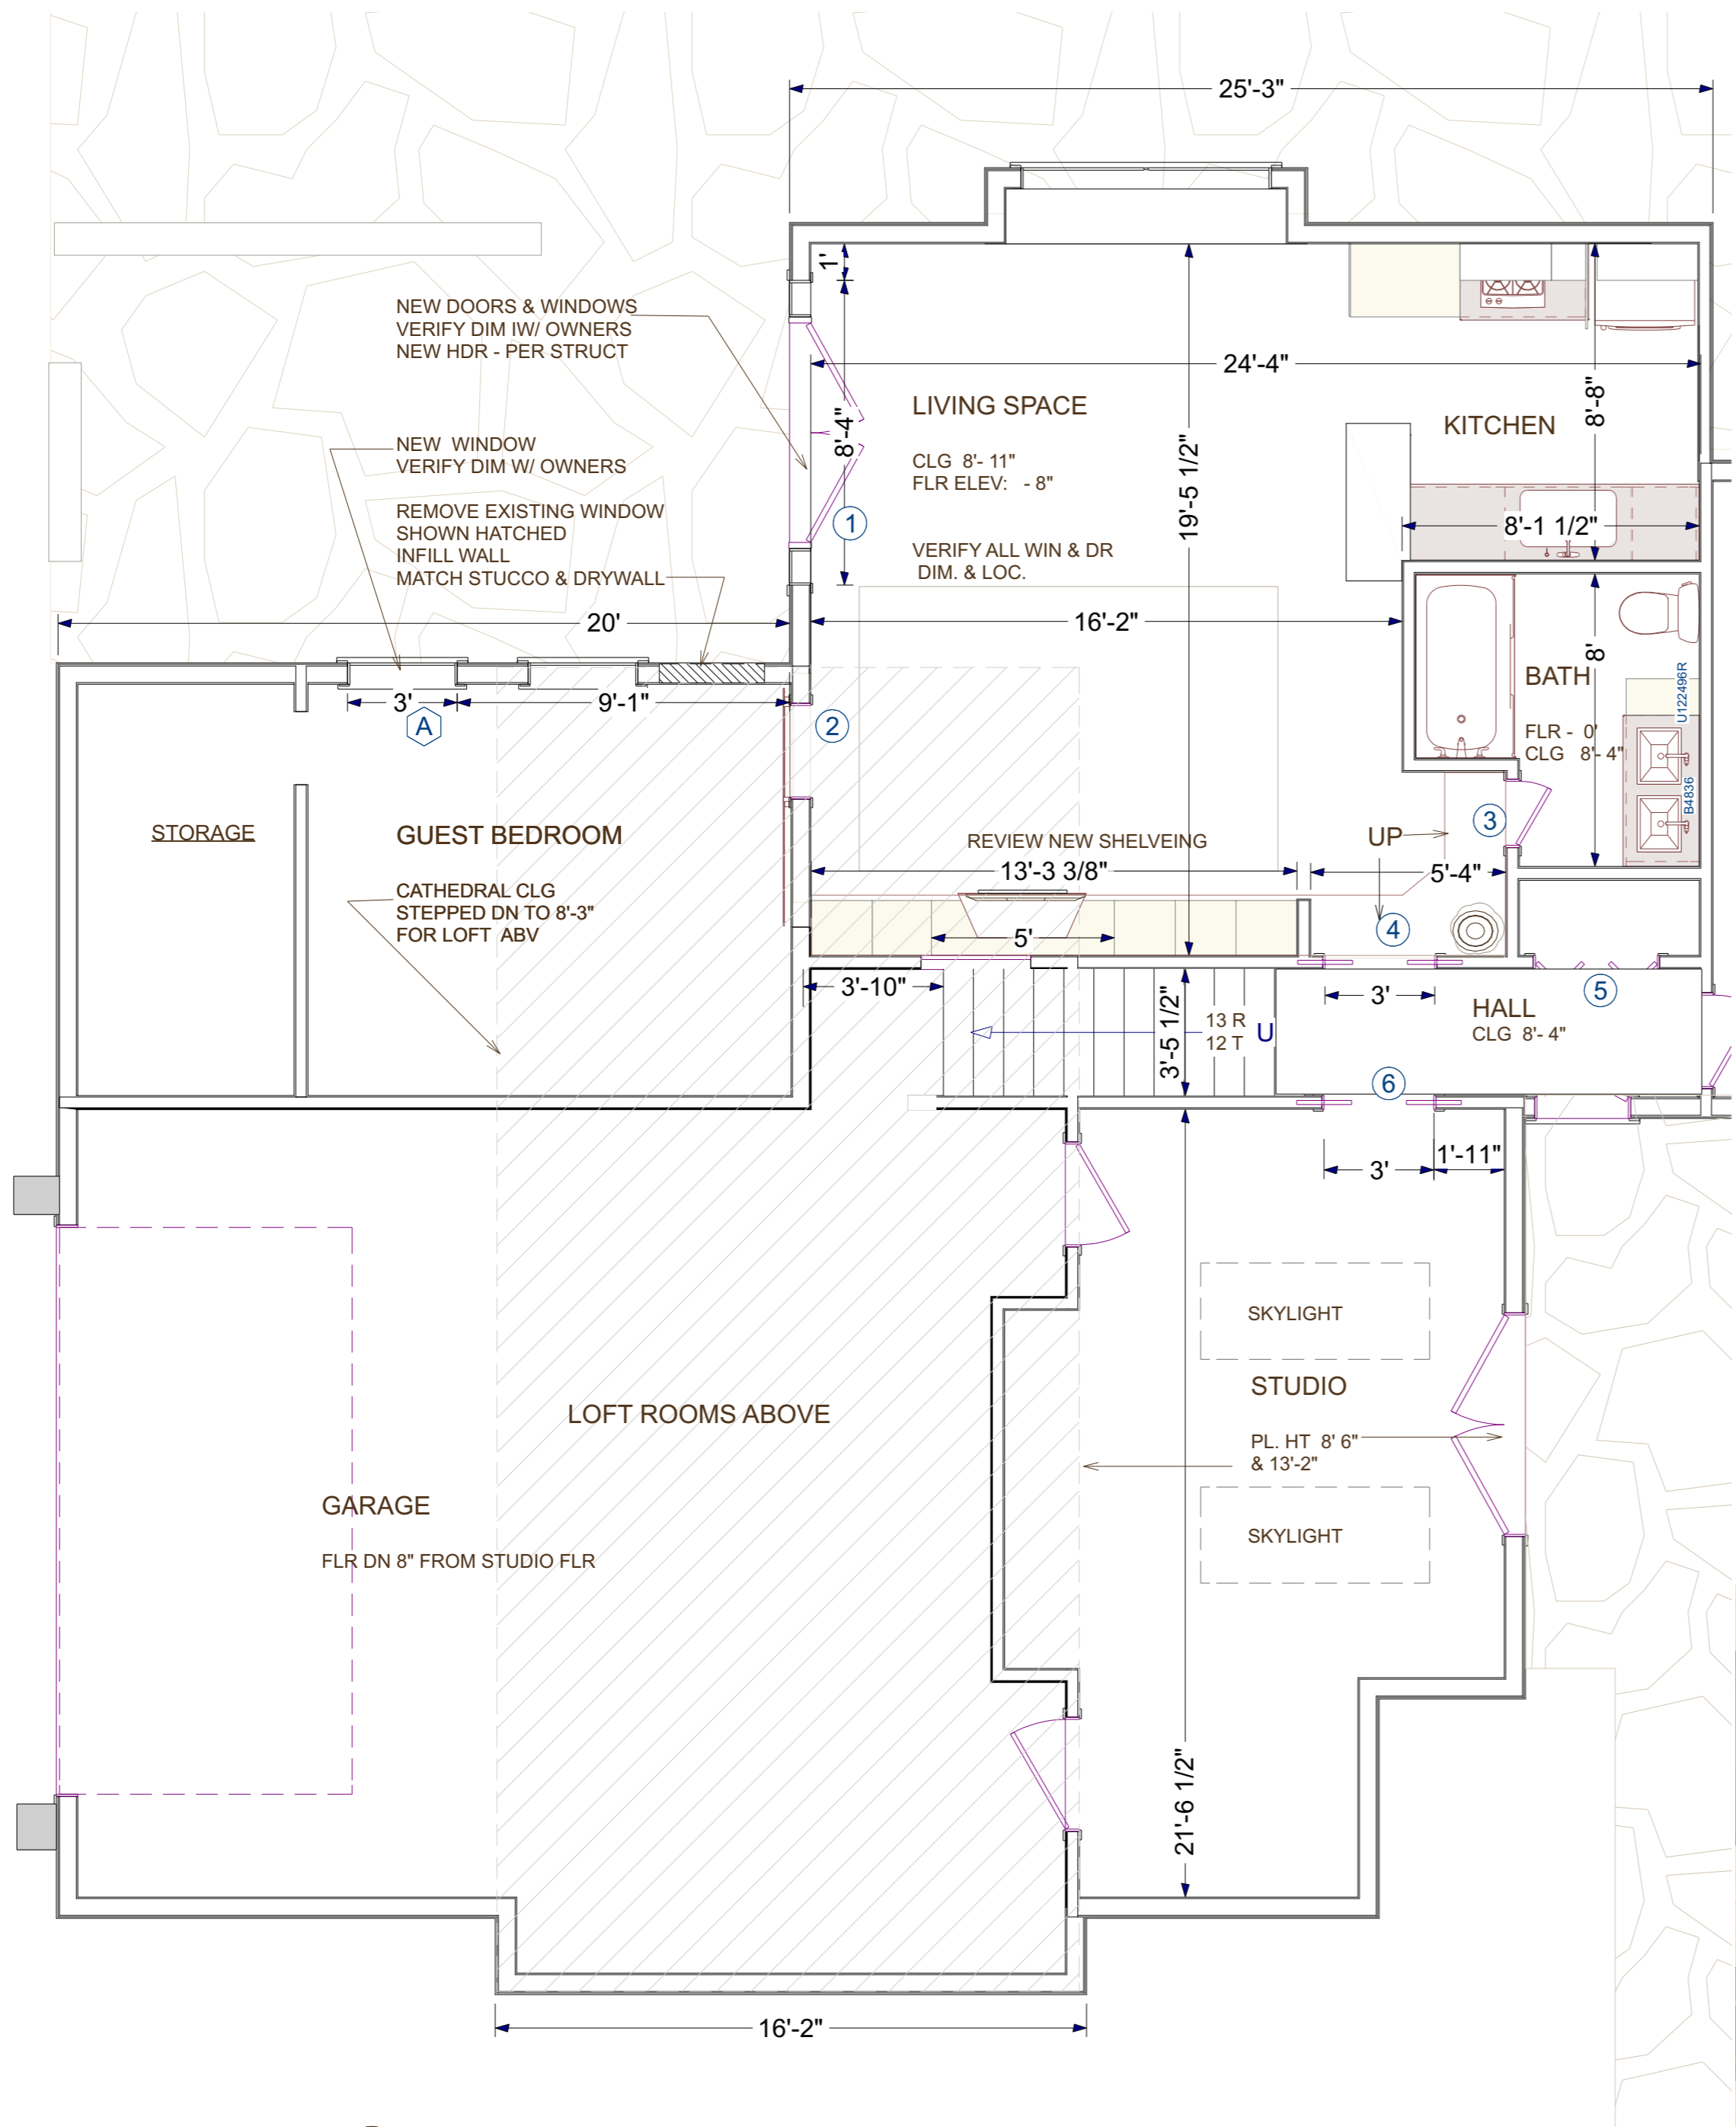 25'-3"
1'
NEW DOORS & WINDOWS
VERIFY DIM IW/ OWNERS
NEW HDR - PER STRUCT
24'-4"
8'-4"
LIVING SPACE
8'-8"
KITCHEN
NEW WINDOW
VERIFY DIM W/ OWNERS
CLG 8'- 11"
FLR ELEV: - 8"
19'-5 1/2"
REMOVE EXISTING WINDOW
SHOWN HATCHED
INFILL WALL
MATCH STUCCO & DRYWALL
1
8'-1 1/2"
VERIFY ALL WIN & DR
DIM. & LOC.
20'
16'-2"
8'
BATH
U122496R
3'
9'-1"
A
2
FLR - 0'
CLG 8'- 4"
B4836
STORAGE
GUEST BEDROOM
REVIEW NEW SHELVEING
UP
3
13'-3 3/8"
5'-4"
CATHEDRAL CLG
STEPPED DN TO 8'-3"
FOR LOFT ABV
5'
4
3'-10"
3'
5
3'-5 1/2"
13 R
12 T
U
HALL
CLG 8'- 4"
6
3'
1'-11"
SKYLIGHT
STUDIO
LOFT ROOMS ABOVE
PL. HT 8' 6"
& 13'-2"
GARAGE
SKYLIGHT
FLR DN 8" FROM STUDIO FLR
21'-6 1/2"
16'-2"